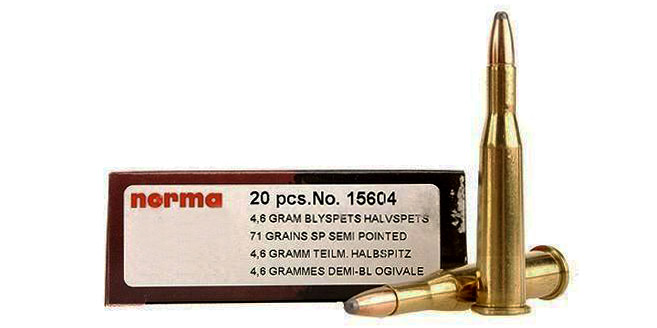 norma
20 pcs.No. 15604
4,6 GRAM BLYSPETS HALVSPETS
71 GRAINS SP SEMI POINTED
4,6 GRAMM TEILM. HALBSPITZ
4,6 GRAMMES DEMI-BL OGIVALE